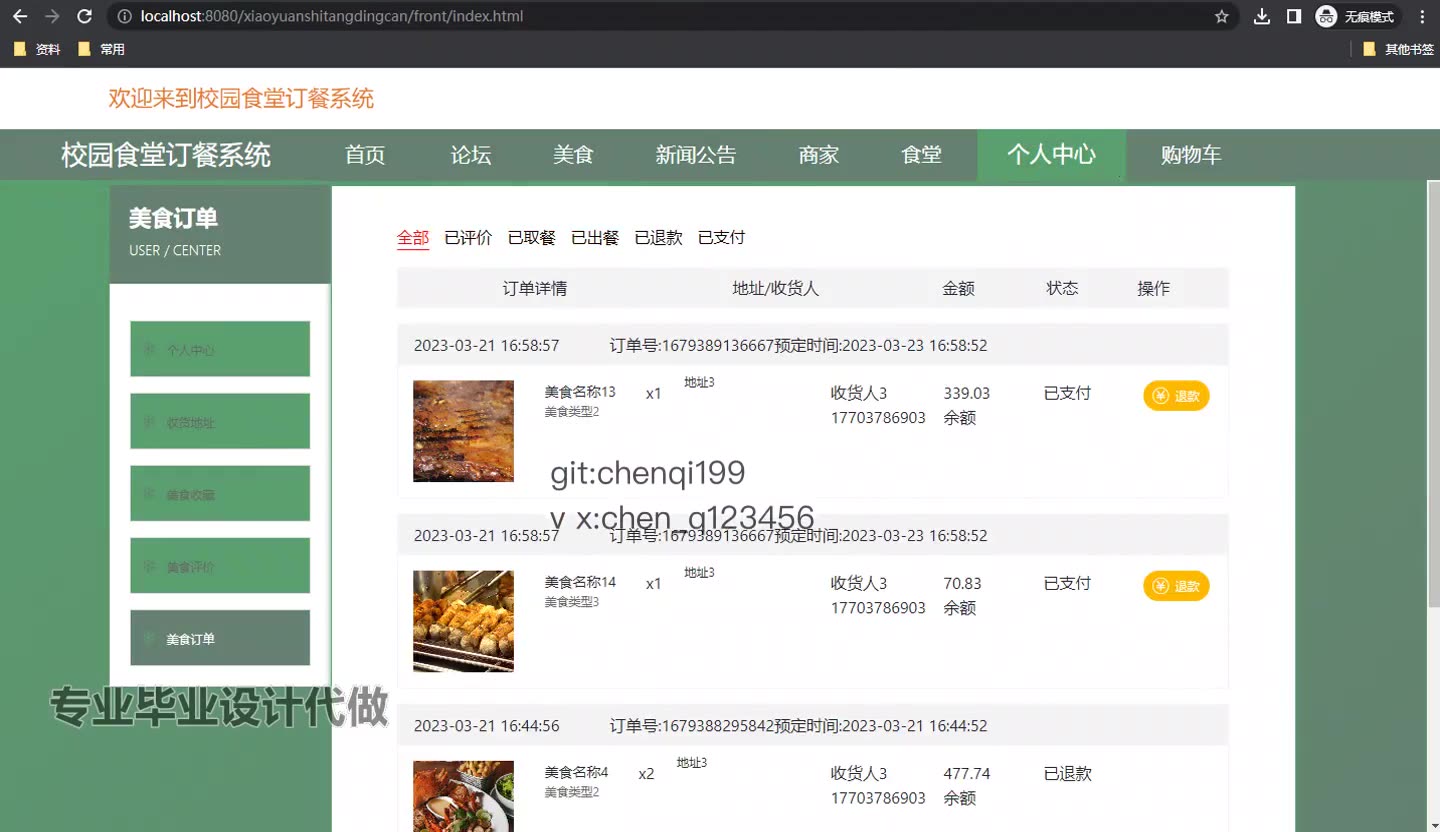 localhost:8080/xiaoyuanshitangdingcan/front/index.html
无痕模式
资料 常用 其他书签
欢迎来到校园食堂订餐系统
校园食堂订餐系统 首页 论坛 美食 新闻公告 商家 食堂 个人中心 购物车
美食订单
USER / CENTER
个人中心
收货地址
美食收藏
美食评价
美食订单
全部 已评价 已取餐 已出餐 已退款 已支付
订单详情 地址/收货人 金额 状态 操作
2023-03-21 16:58:57 订单号:1679389136667预定时间:2023-03-23 16:58:52
美食名称13 x1 地址3 收货人3 339.03 已支付 退款
美食类型2 17703786903 余额
git:chenqi199
v x:chen_q123456
2023-03-21 16:58:57 订单号:1679389136667预定时间:2023-03-23 16:58:52
美食名称14 x1 地址3 收货人3 70.83 已支付 退款
美食类型3 17703786903 余额
专业毕业设计代做
2023-03-21 16:44:56 订单号:1679388295842预定时间:2023-03-21 16:44:52
美食名称4 x2 地址3 收货人3 477.74 已退款
美食类型2 17703786903 余额